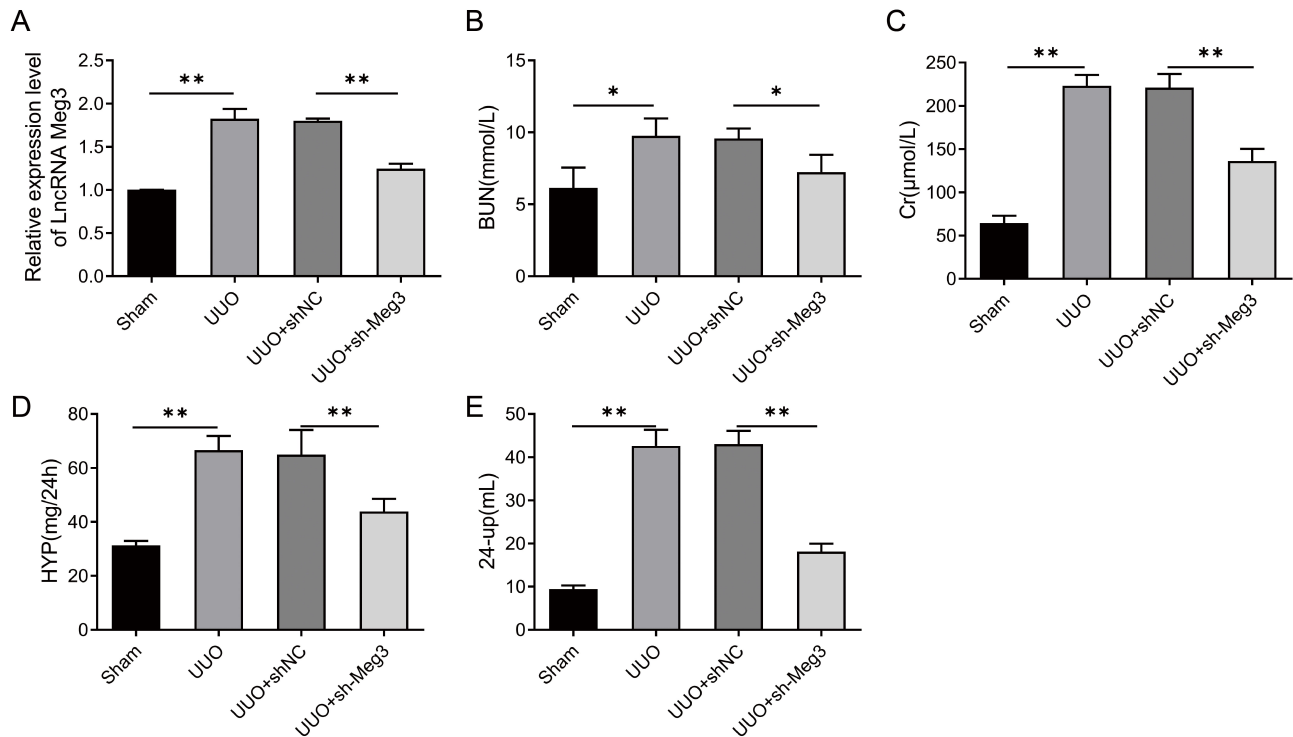 A
Relative expression level
of LncRNA Meg3
2.5
2.0
1.5
1.0
0.5
0.0
**
**
Sham
UUO
UUO+shNC
UUO+sh-Meg3
B
BUN(mmol/L)
15
10
5
0
*
*
Sham
UUO
UUO+shNC
UUO+sh-Meg3
C
Cr(μmol/L)
250
200
150
100
50
0
**
**
Sham
UUO
UUO+shNC
UUO+sh-Meg3
D
HYP(mg/24h)
80
60
40
20
0
**
**
Sham
UUO
UUO+shNC
UUO+sh-Meg3
E
24-up(mL)
50
40
30
20
10
0
**
**
Sham
UUO
UUO+shNC
UUO+sh-Meg3